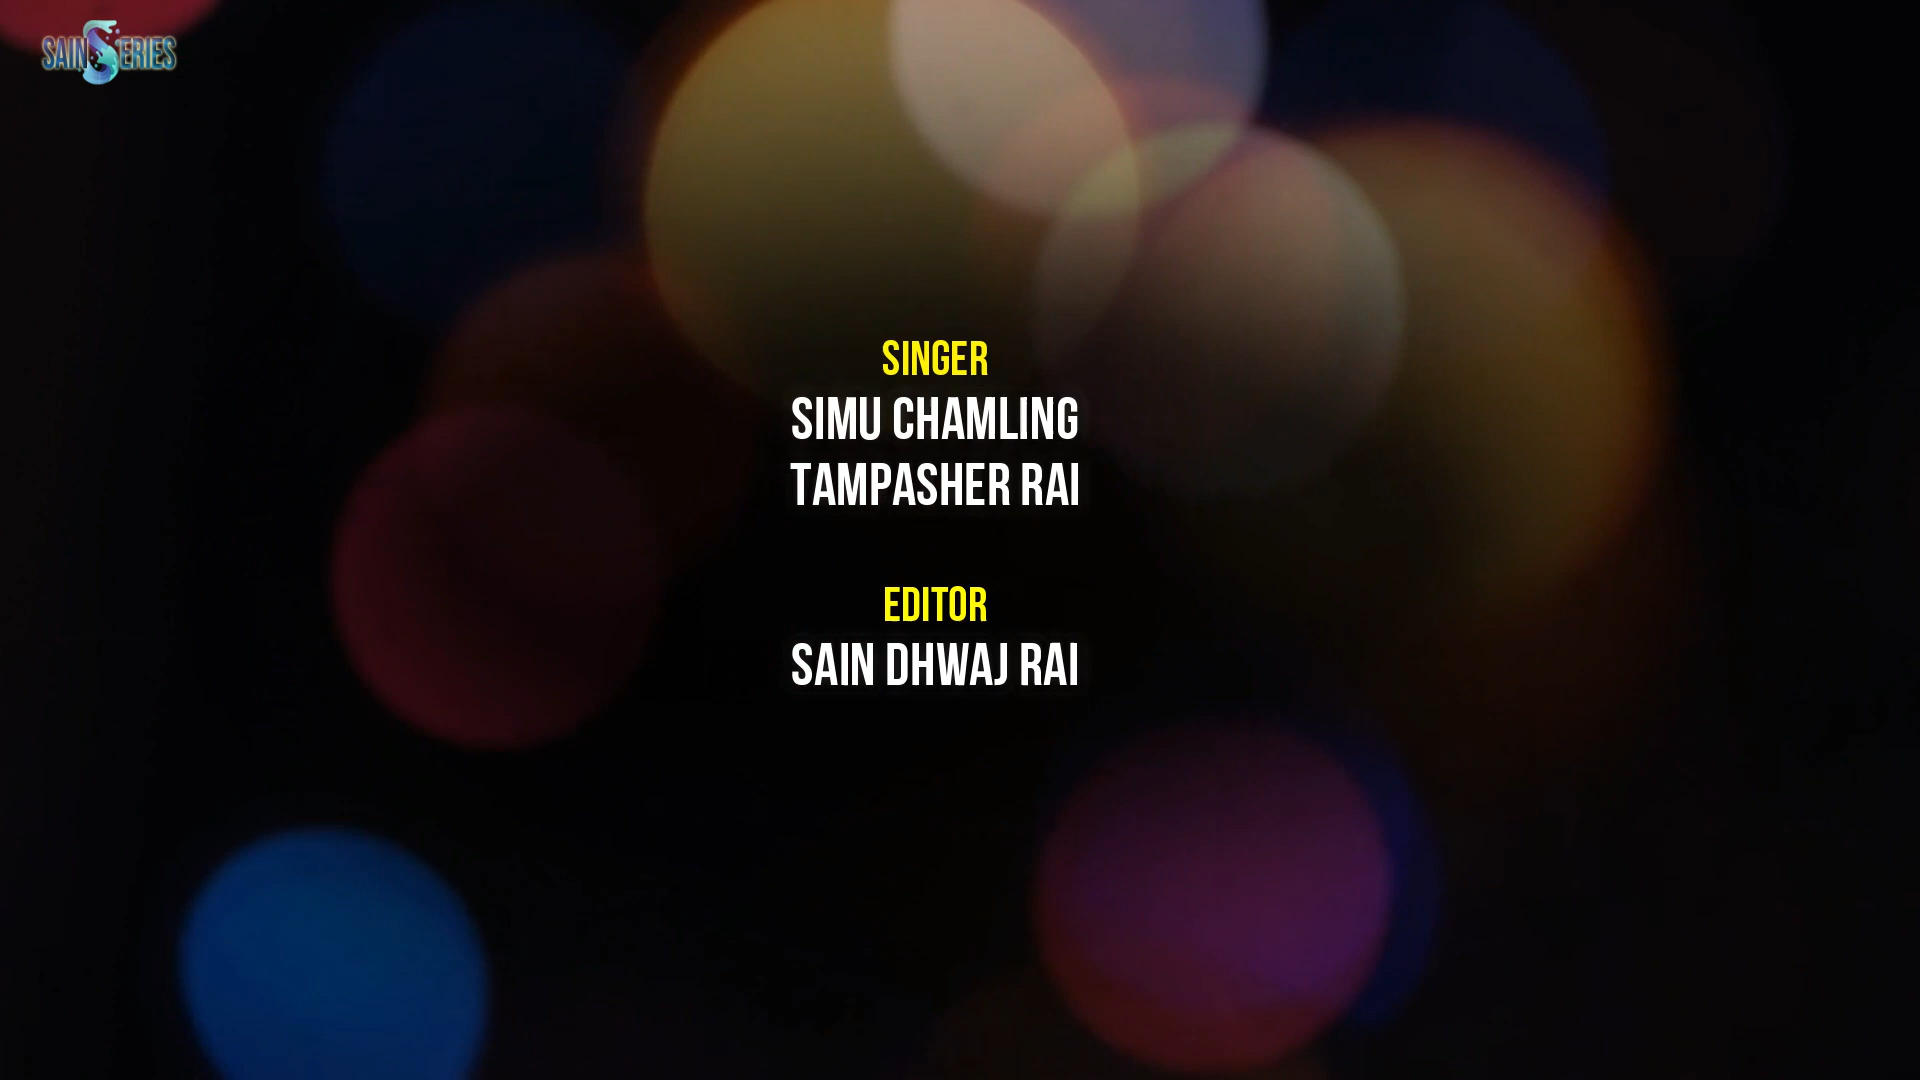 SAIN SERIES
SINGER
SIMU CHAMLING
TAMPASHER RAI
EDITOR
SAIN DHWAJ RAI